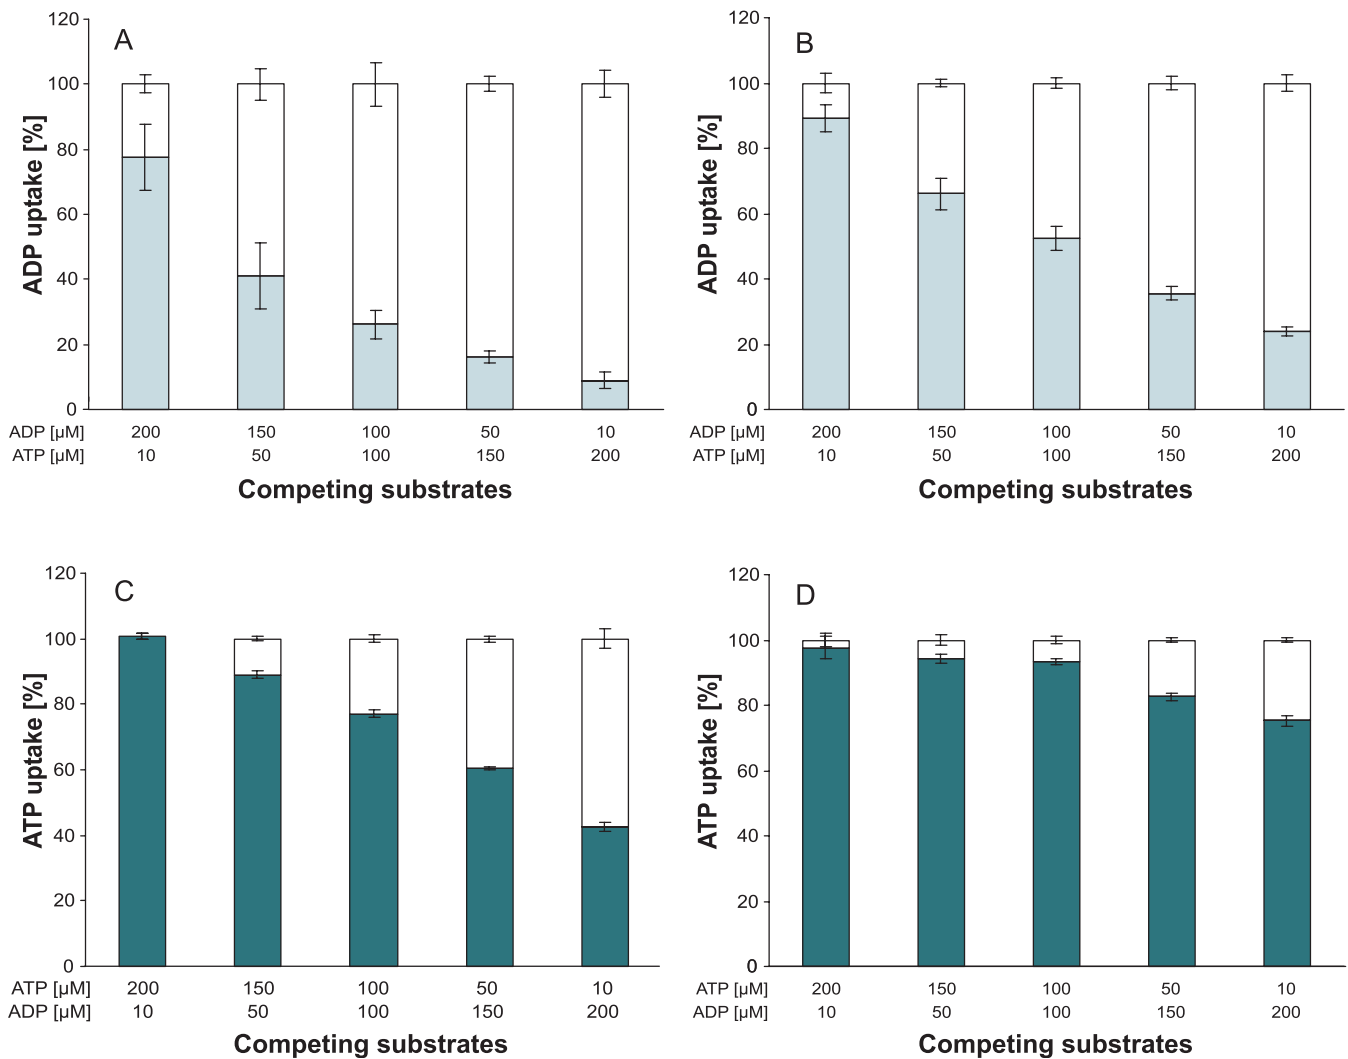 A
120
100
80
60
40
20
0
ADP uptake [%]
ADP [µM] 200 150 100 50 10
ATP [µM] 10 50 100 150 200
Competing substrates
B
120
100
80
60
40
20
0
ADP uptake [%]
ADP [µM] 200 150 100 50 10
ATP [µM] 10 50 100 150 200
Competing substrates
C
120
100
80
60
40
20
0
ATP uptake [%]
ATP [µM] 200 150 100 50 10
ADP [µM] 10 50 100 150 200
Competing substrates
D
120
100
80
60
40
20
0
ATP uptake [%]
ATP [µM] 200 150 100 50 10
ADP [µM] 10 50 100 150 200
Competing substrates